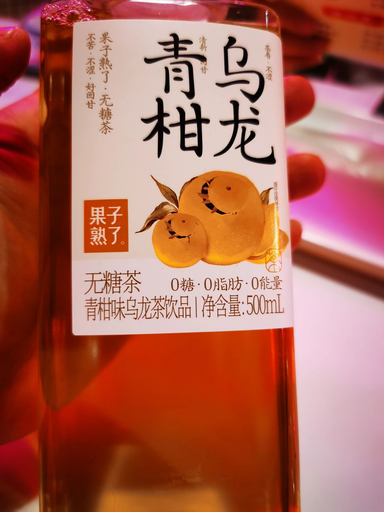 果子熟了·无糖茶
不苦·不涩·好回甘
青柑
乌龙
果子
熟了。
无糖茶
0糖·0脂肪·0能量
青柑味乌龙茶饮品 | 净含量:500mL